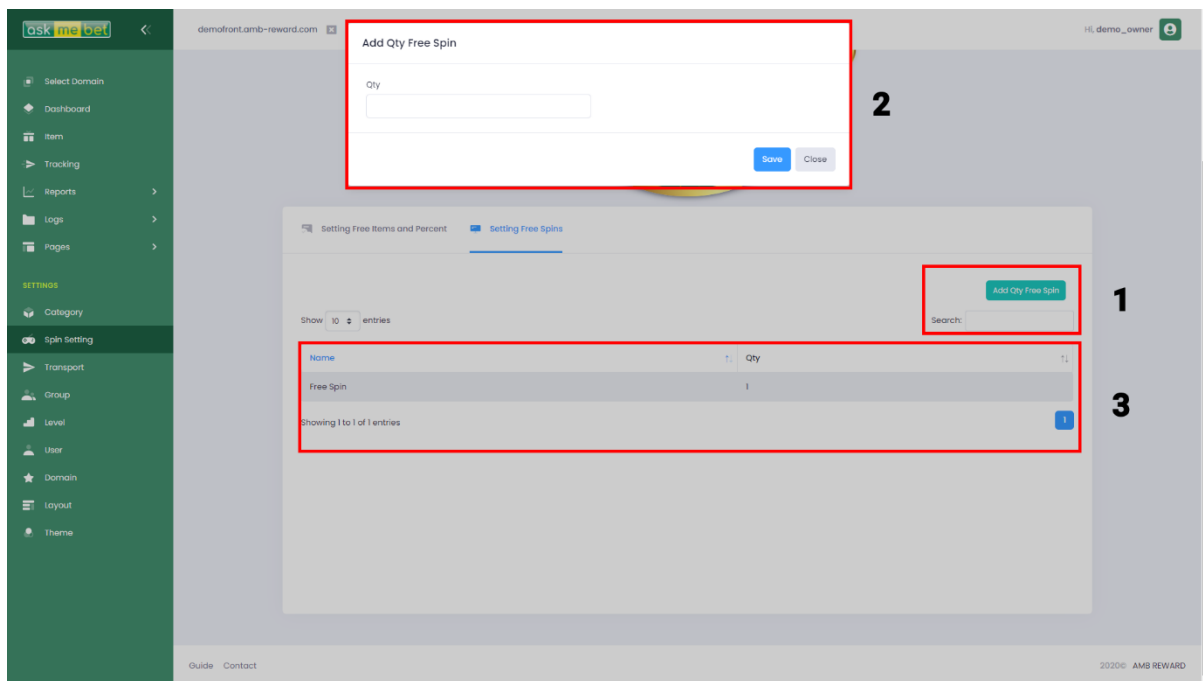 ask me bet
demofront.amb-reward.com
Hi, demo_owner
Add Qty Free Spin
Qty
Save Close
2
Select Domain
Dashboard
Item
Tracking
Reports
Logs
Pages
SETTINGS
Category
Spin Setting
Transport
Group
Level
User
Domain
Layout
Theme
Setting Free Items and Percent Setting Free Spins
Add Qty Free Spin
1
Show 10 entries
Search:
Name Qty
Free Spin 1
Showing 1 to 1 of 1 entries
1
3
Guide Contact
2020© AMB REWARD